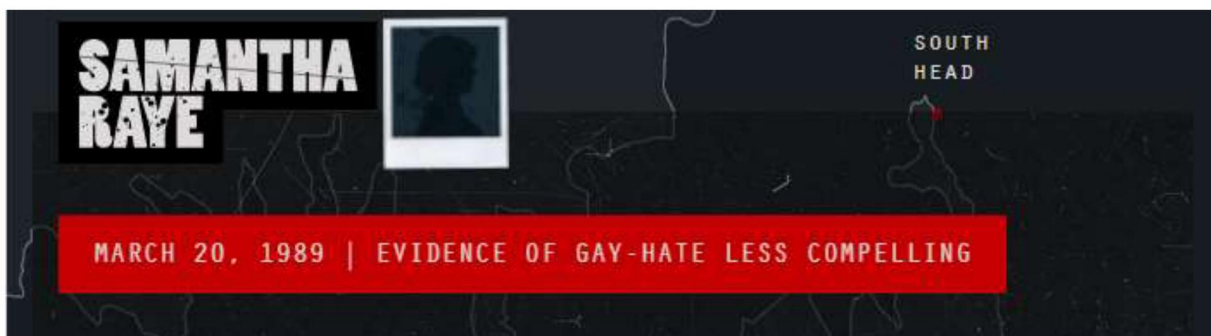 SAMANTHA
RAYE
SOUTH
HEAD
MARCH 20, 1989 | EVIDENCE OF GAY-HATE LESS COMPELLING